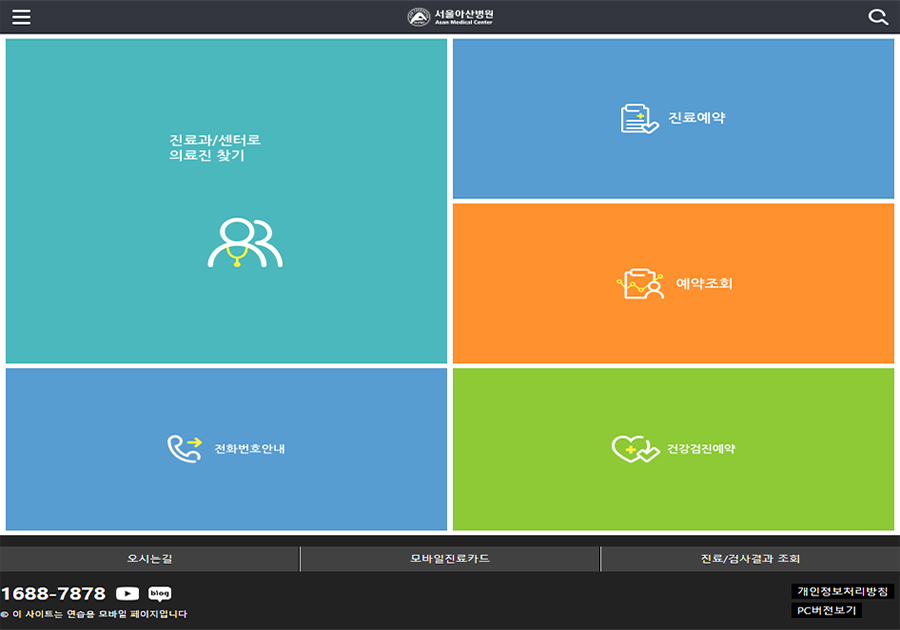 서울아산병원
Asan Medical Center
진료과/센터로
의료진 찾기
진료예약
예약조회
전화번호안내
건강검진예약
오시는길
모바일진료카드
진료/검사결과 조회
1688-7878
blog
© 이 사이트는 연습용 모바일 페이지입니다
개인정보처리방침
PC버전보기